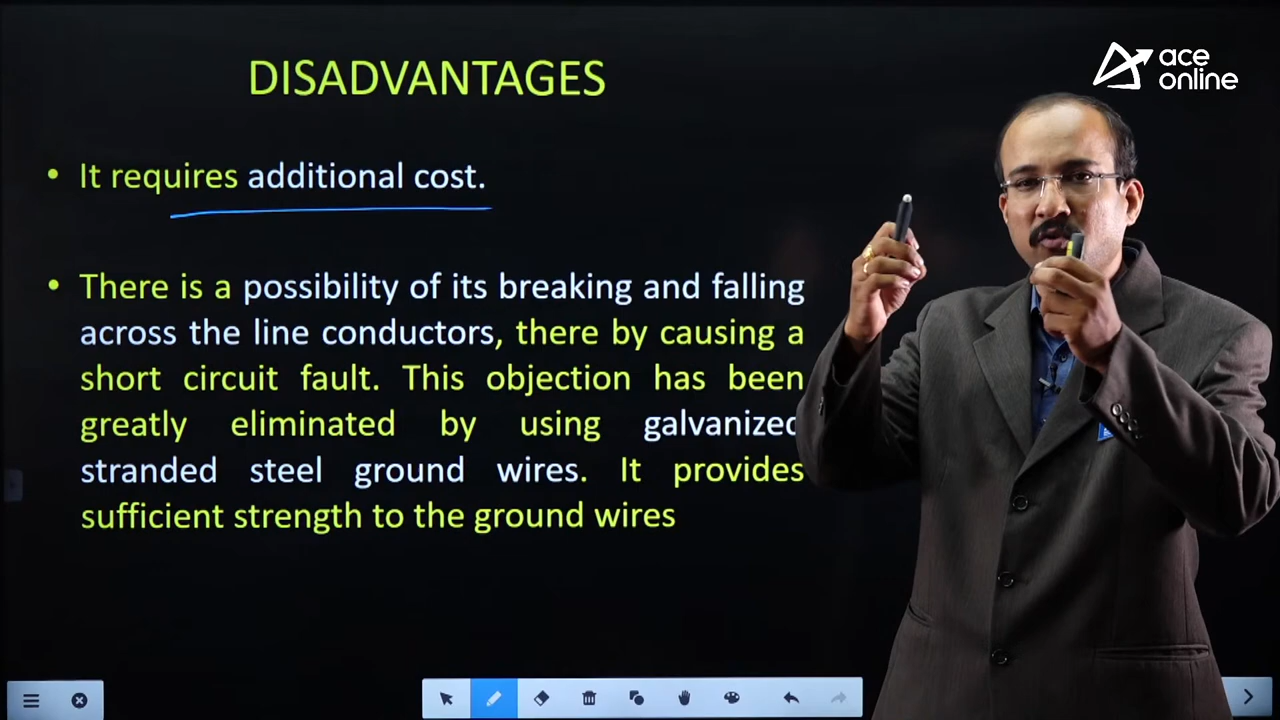 DISADVANTAGES
ace
online
• It requires additional cost.
• There is a possibility of its breaking and falling
across the line conductors, there by causing a
short circuit fault. This objection has been
greatly eliminated by using galvanized
stranded steel ground wires. It provides
sufficient strength to the ground wires